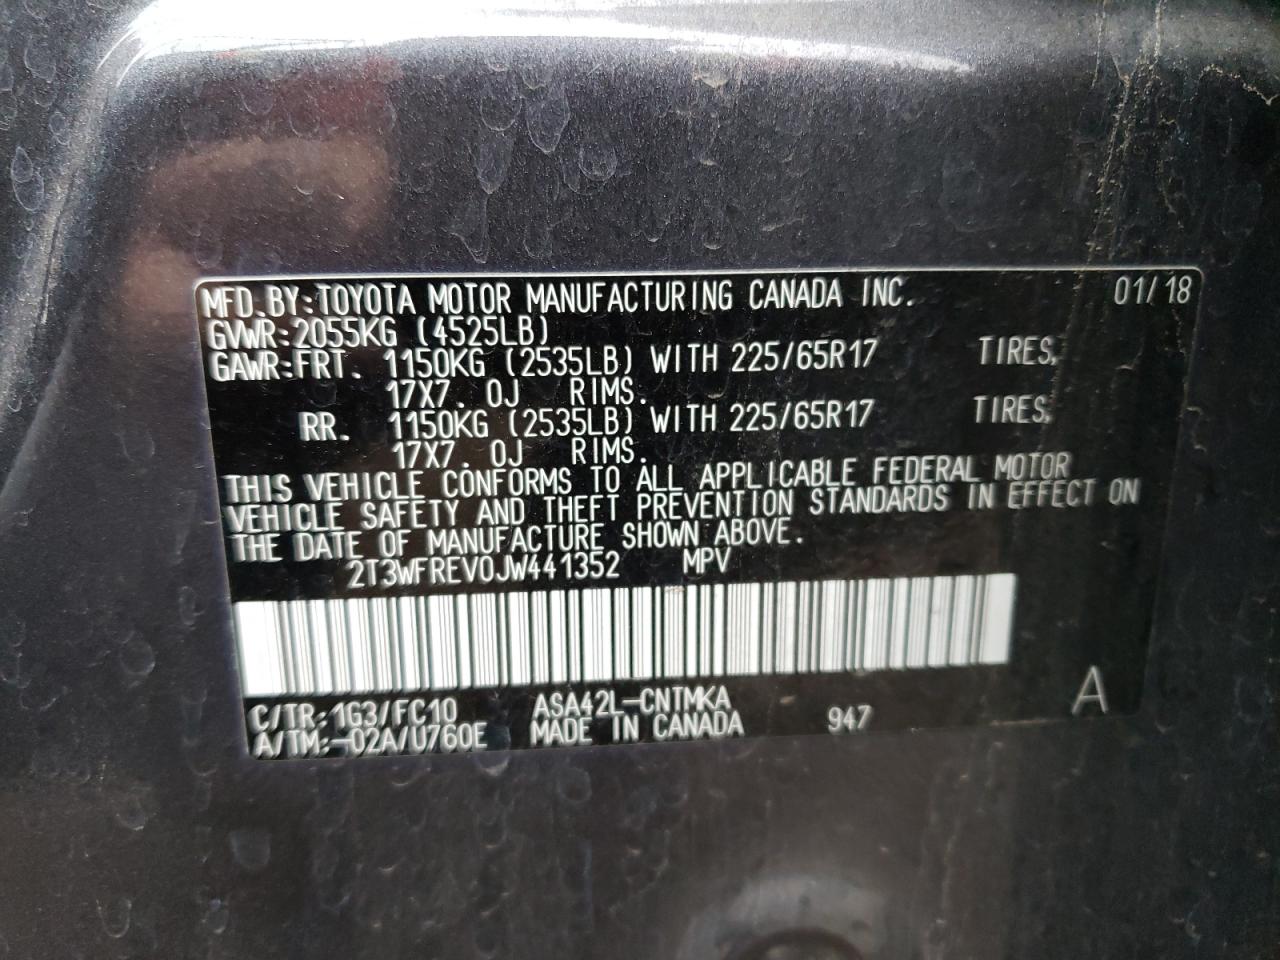 MFD.BY:TOYOTA MOTOR MANUFACTURING CANADA INC. 01/18
GVWR:2055KG (4525LB)
GAWR:FRT. 1150KG (2535LB) WITH 225/65R17 TIRES,
17X7.0J RIMS.
RR. 1150KG (2535LB) WITH 225/65R17 TIRES,
17X7.0J RIMS.
THIS VEHICLE CONFORMS TO ALL APPLICABLE FEDERAL MOTOR
VEHICLE SAFETY AND THEFT PREVENTION STANDARDS IN EFFECT ON
THE DATE OF MANUFACTURE SHOWN ABOVE.
2T3WFREV0JW441352 MPV
C/TR:1G3/FC10 ASA42L-CNTMKA
A/TM:-02A/U760E MADE IN CANADA 947 A